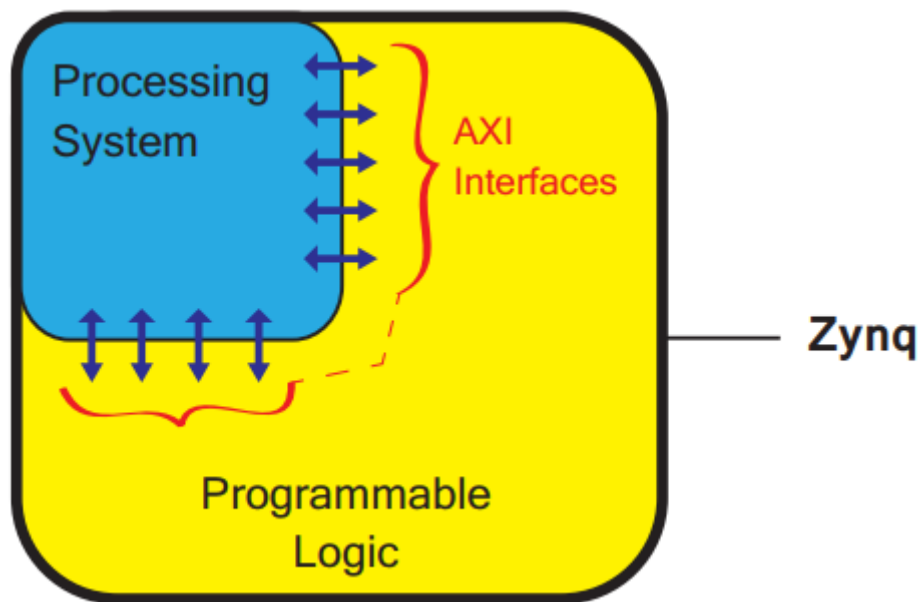 Processing
System
AXI
Interfaces
Zynq
Programmable
Logic